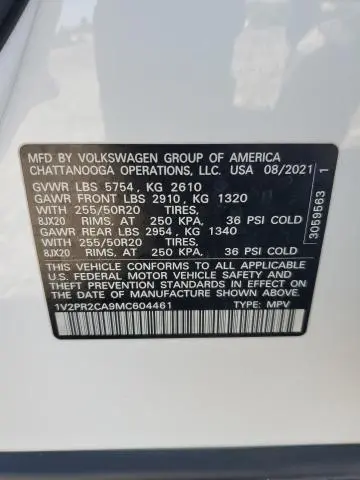 MFD BY VOLKSWAGEN GROUP OF AMERICA
CHATTANOOGA OPERATIONS, LLC. USA 08/2021
GVWR LBS 5754, KG 2610
GAWR FRONT LBS 2910, KG 1320
WITH 255/50R20 TIRES,
8JX20 RIMS, AT 250 KPA, 36 PSI COLD
GAWR REAR LBS 2954, KG 1340
WITH 255/50R20 TIRES,
8JX20 RIMS, AT 250 KPA, 36 PSI COLD
THIS VEHICLE CONFORMS TO ALL APPLICABLE
U.S. FEDERAL MOTOR VEHICLE SAFETY AND
THEFT PREVENTION STANDARDS IN EFFECT ON THE
DATE OF MANUFACTURE SHOWN ABOVE.
1V2PR2CA9MC604461 TYPE: MPV
3059563 1